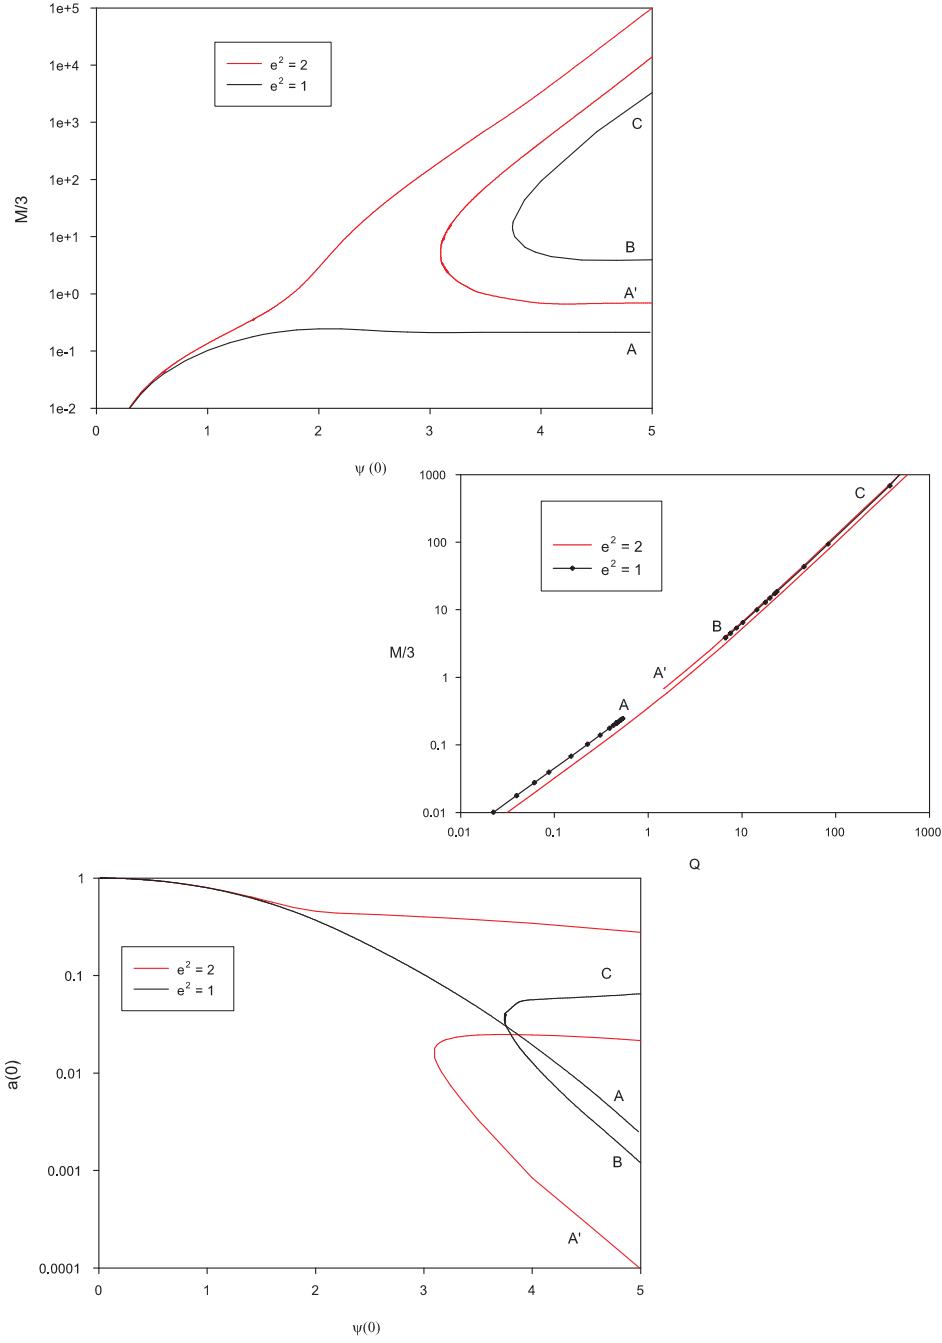 1e+5
e² = 2
e² = 1
1e+4
1e+3
C
1e+2
M/3
1e+1
B
A'
1e+0
A
1e-1
1e-2
0 1 2 3 4 5
ψ (0)
1000
C
e² = 2
e² = 1
100
10
B
M/3
A'
1
A
0.1
0.01
0.01 0.1 1 10 100 1000
Q
1
e² = 2
e² = 1
C
0.1
a(0)
0.01
A
B
0.001
A'
0.0001
0 1 2 3 4 5
ψ(0)